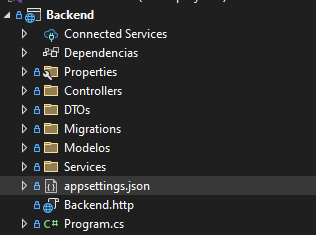 Backend
Connected Services
Dependencias
Properties
Controllers
DTOs
Migrations
Modelos
Services
appsettings.json
Backend.http
C# Program.cs